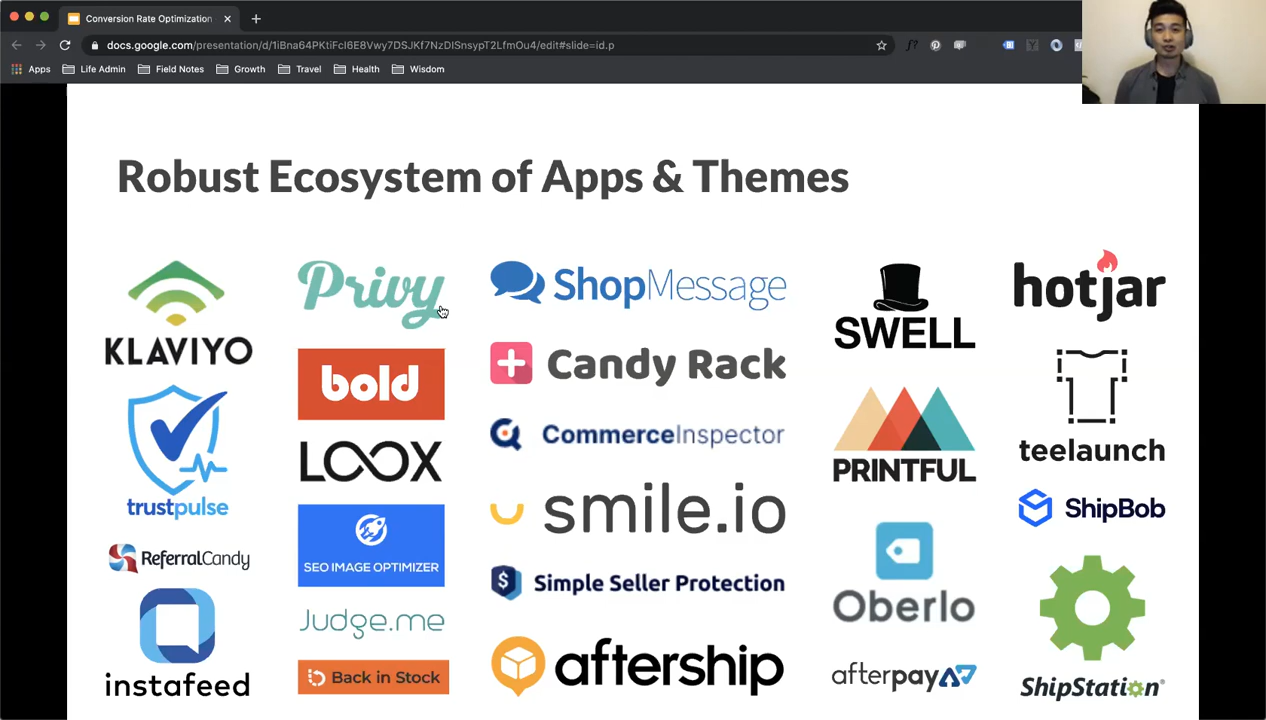 Conversion Rate Optimization
docs.google.com/presentation/d/1iBna64PKtiFcI6E8Vwy7DSJKf7NzDISnsypT2LfmOu4/edit#slide=id.p
Apps Life Admin Field Notes Growth Travel Health Wisdom
Robust Ecosystem of Apps & Themes
KLAVIYO
trustpulse
ReferralCandy
instafeed
Privy
bold
LOOX
SEO IMAGE OPTIMIZER
Judge.me
Back in Stock
ShopMessage
Candy Rack
CommerceInspector
smile.io
Simple Seller Protection
aftership
SWELL
PRINTFUL
Oberlo
afterpay
hotjar
teelaunch
ShipBob
ShipStation